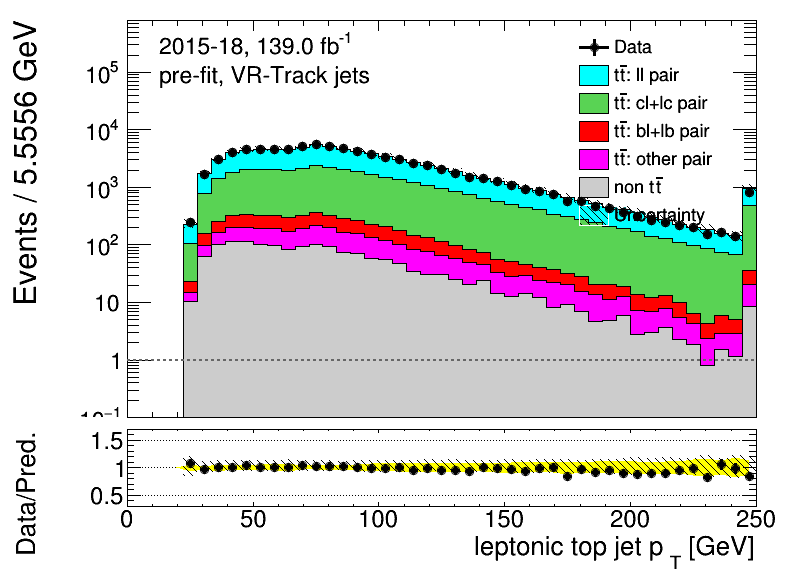 Events / 5.5556 GeV
2015-18, 139.0 fb⁻¹
pre-fit, VR-Track jets
Data
tt̄: ll pair
tt̄: cl+lc pair
tt̄: bl+lb pair
tt̄: other pair
non tt̄
Uncertainty
10⁵
10⁴
10³
10²
10
1
10⁻¹
Data/Pred.
1.5
1
0.5
0 50 100 150 200 250
leptonic top jet p_T [GeV]